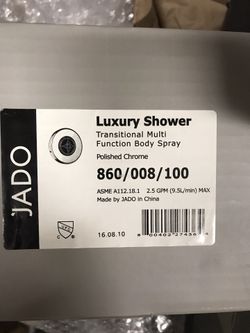 Luxury Shower
Transitional Multi
Function Body Spray
Polished Chrome
860/008/100
ASME A112.18.1 2.5 GPM (9.5L/min) MAX
Made by JADO in China
JADO
16.08.10